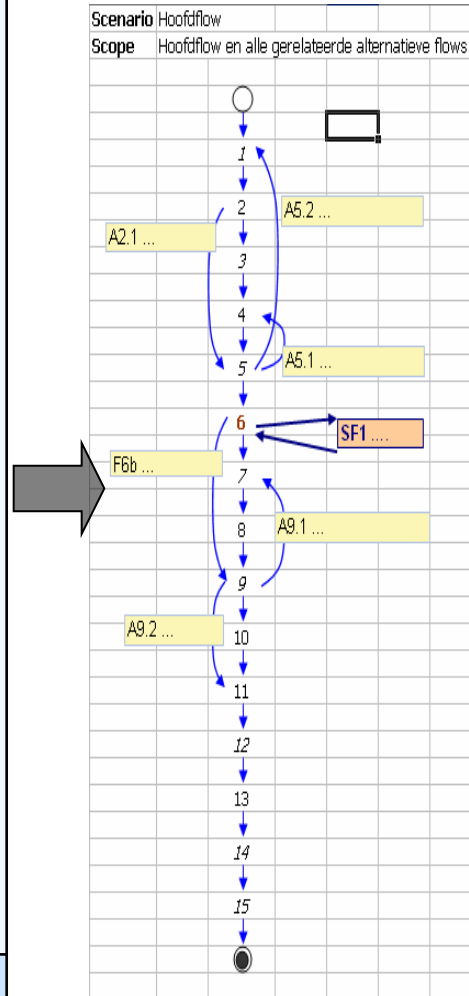 Scenario Hoofdflow
Scope Hoofdflow en alle gerelateerde alternatieve flows
1
2
A5.2 ...
A2.1 ...
3
4
5
A5.1 ...
6
SF1 ....
F6b ...
7
8
A9.1 ...
9
A9.2 ...
10
11
12
13
14
15